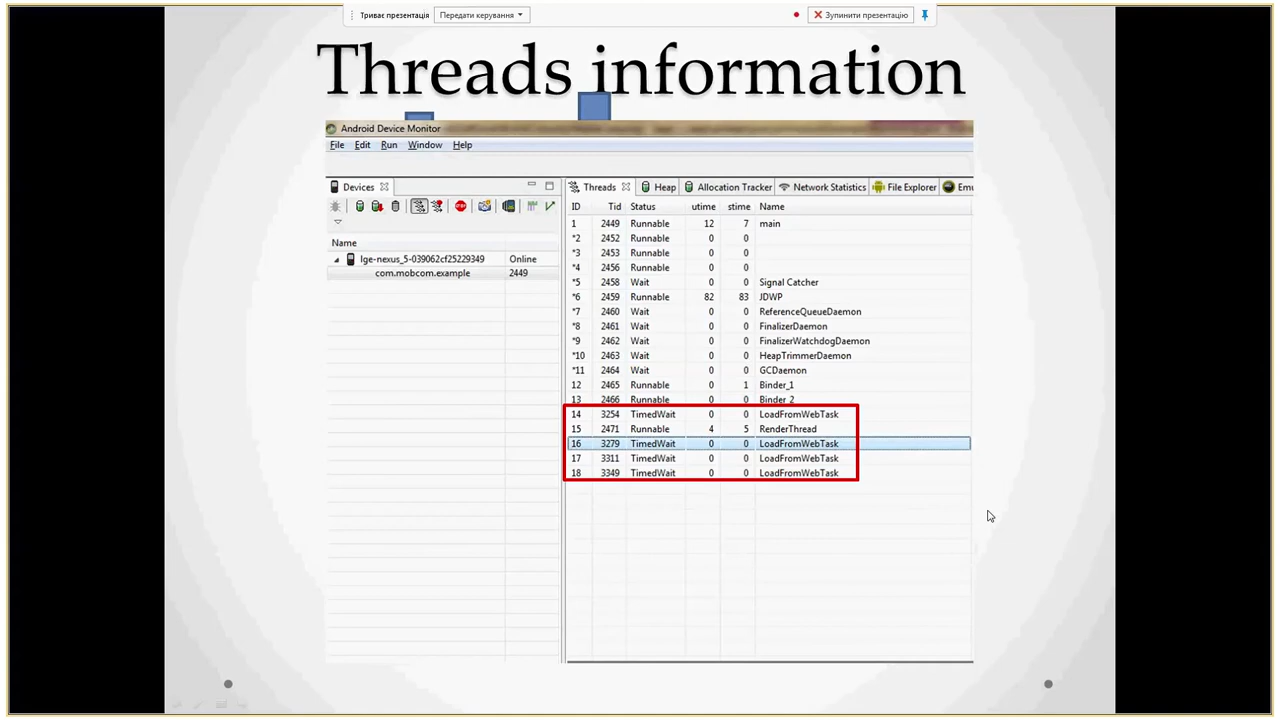 Триває презентація Передати керування Зупинити презентацію
Threads information
Android Device Monitor
File Edit Run Window Help
Devices
Threads Heap Allocation Tracker Network Statistics File Explorer Emu
ID Tid Status utime stime Name
Name
lge-nexus_5-039062cf25229349 Online
com.mobcom.example 2449
1 2449 Runnable 12 7 main
*2 2452 Runnable 0 0
*3 2453 Runnable 0 0
*4 2456 Runnable 0 0
*5 2458 Wait 0 0 Signal Catcher
*6 2459 Runnable 82 83 JDWP
*7 2460 Wait 0 0 ReferenceQueueDaemon
*8 2461 Wait 0 0 FinalizerDaemon
*9 2462 Wait 0 0 FinalizerWatchdogDaemon
*10 2463 Wait 0 0 HeapTrimmerDaemon
*11 2464 Wait 0 0 GCDaemon
12 2465 Runnable 0 1 Binder_1
13 2466 Runnable 0 0 Binder_2
14 3254 TimedWait 0 0 LoadFromWebTask
15 2471 Runnable 4 5 RenderThread
16 3279 TimedWait 0 0 LoadFromWebTask
17 3311 TimedWait 0 0 LoadFromWebTask
18 3349 TimedWait 0 0 LoadFromWebTask